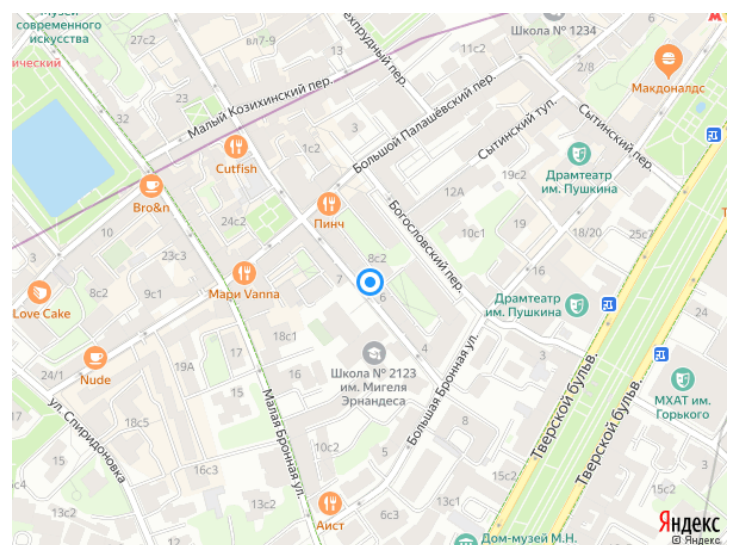 Музей
современного
искусства
27с2
вл7-9
11с2
Школа № 1234
2/8
Макдоналдс
ический
23
32
Малый Козихинский пер.
3
Большой Палашёвский пер.
Сытинский туп.
Сытинский пер.
Cutfish
1с2
Драмтеатр
им. Пушкина
19с2
12А
Bro&n
10
24с2
Пинч
Богословский пер.
19
10с1
18/20
25с7
23с3
8с2
16
Love Cake
8с2
9с1
Мари Vanna
7
6
Драмтеатр
им. Пушкина
24
18с1
4
3
Nude
24/1
19А
17
16
Школа № 2123
им. Мигеля
Эрнандеса
Большая Бронная ул.
Тверской бульв.
Тверской бульв.
МХАТ им.
Горького
ул. Спиридоновка
18с5
Малая Бронная ул.
15
10с2
8
16с3
5
15с2
22с2
13с2
6с1
13с1
Аист
Дом-музей М.Н.
Яндекс
© Яндекс